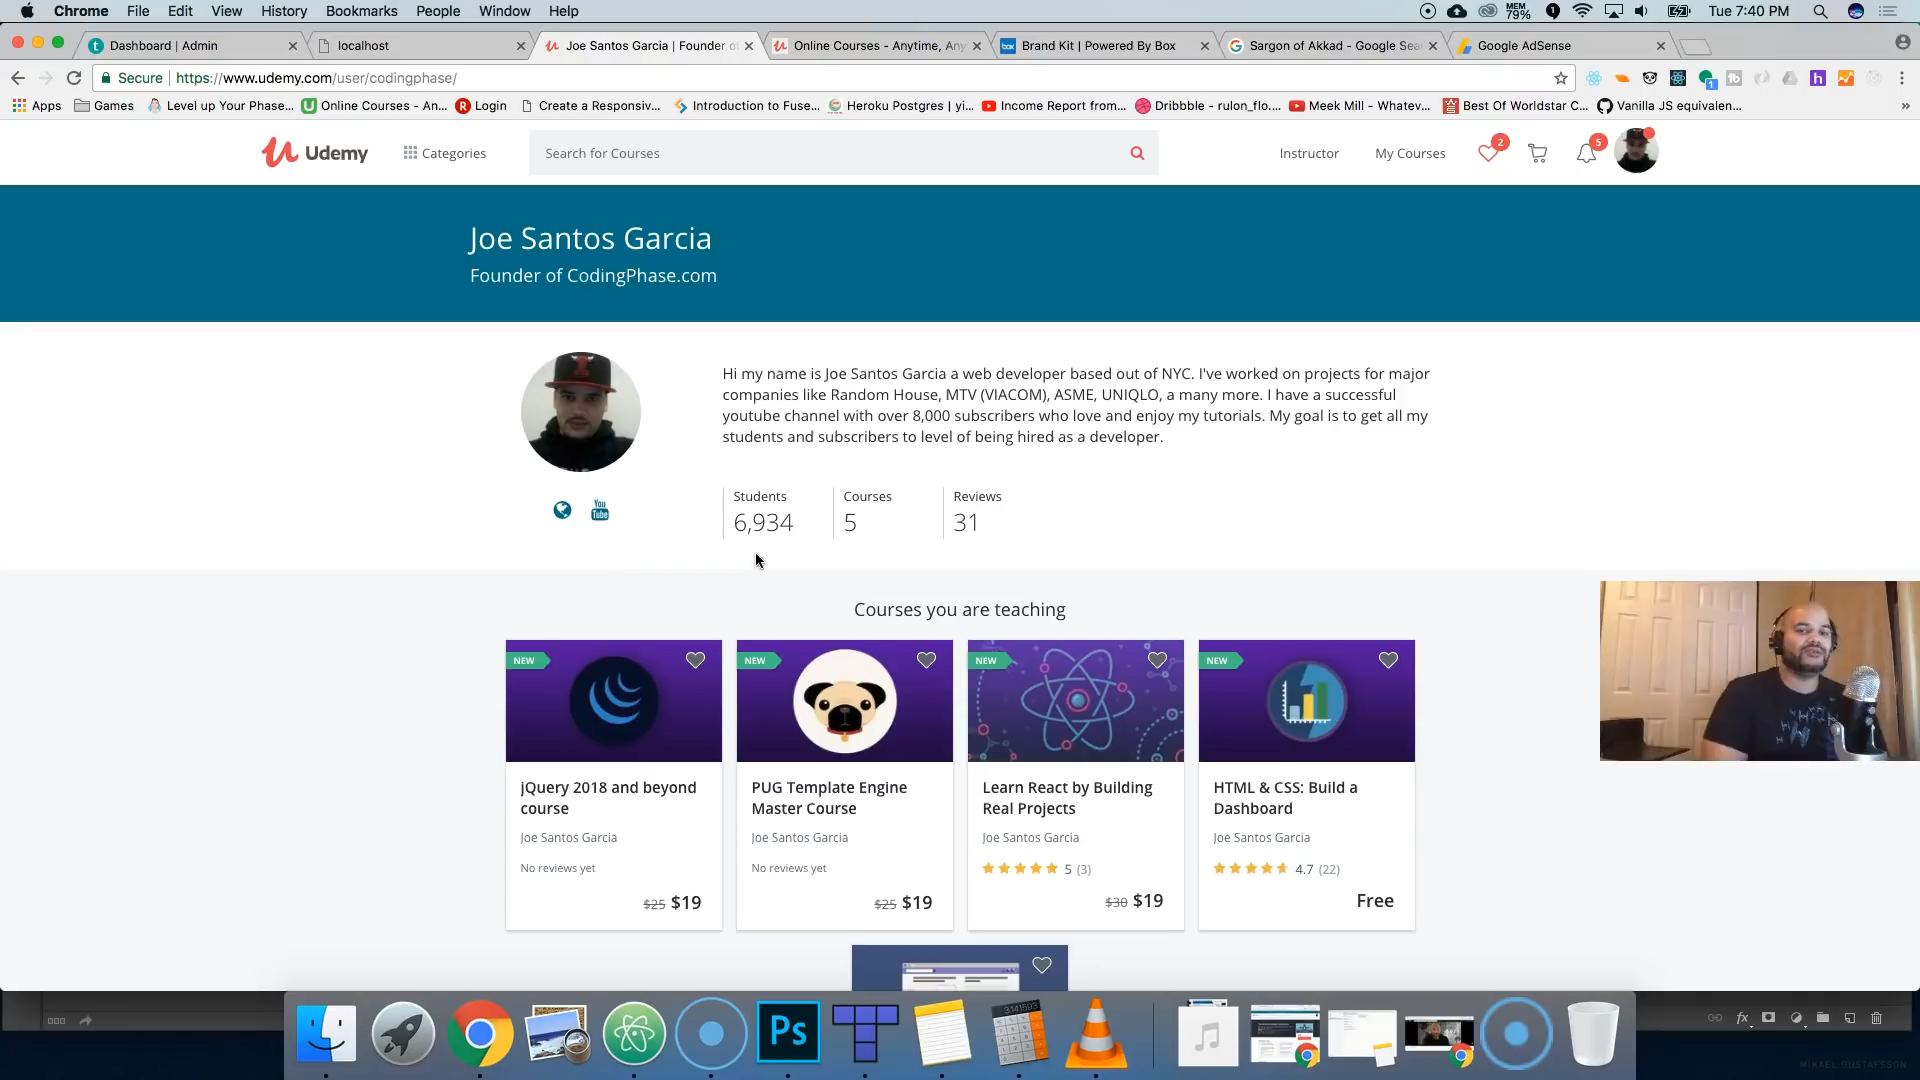 Chrome File Edit View History Bookmarks People Window Help
MEM
79%
Tue 7:40 PM
Dashboard | Admin
localhost
Joe Santos Garcia | Founder of
Online Courses - Anytime, Any
Brand Kit | Powered By Box
Sargon of Akkad - Google Sea
Google AdSense
Secure | https://www.udemy.com/user/codingphase/
Apps Games Level up Your Phase... Online Courses - An... Login Create a Responsiv... Introduction to Fuse... Heroku Postgres | yi... Income Report from... Dribbble - rulon_flo.... Meek Mill - Whatev... Best Of Worldstar C... Vanilla JS equivalen... »
Udemy
Categories
Search for Courses
Instructor
My Courses
2
5
Joe Santos Garcia
Founder of CodingPhase.com
Hi my name is Joe Santos Garcia a web developer based out of NYC. I've worked on projects for major
companies like Random House, MTV (VIACOM), ASME, UNIQLO, a many more. I have a successful
youtube channel with over 8,000 subscribers who love and enjoy my tutorials. My goal is to get all my
students and subscribers to level of being hired as a developer.
You
Tube
Students Courses Reviews
6,934 5 31
Courses you are teaching
NEW
jQuery 2018 and beyond
course
Joe Santos Garcia
No reviews yet
$25 $19
NEW
PUG Template Engine
Master Course
Joe Santos Garcia
No reviews yet
$25 $19
NEW
Learn React by Building
Real Projects
Joe Santos Garcia
5 (3)
$30 $19
NEW
HTML & CSS: Build a
Dashboard
Joe Santos Garcia
4.7 (22)
Free
Ps
fx
MIKAEL GUSTAFSSON